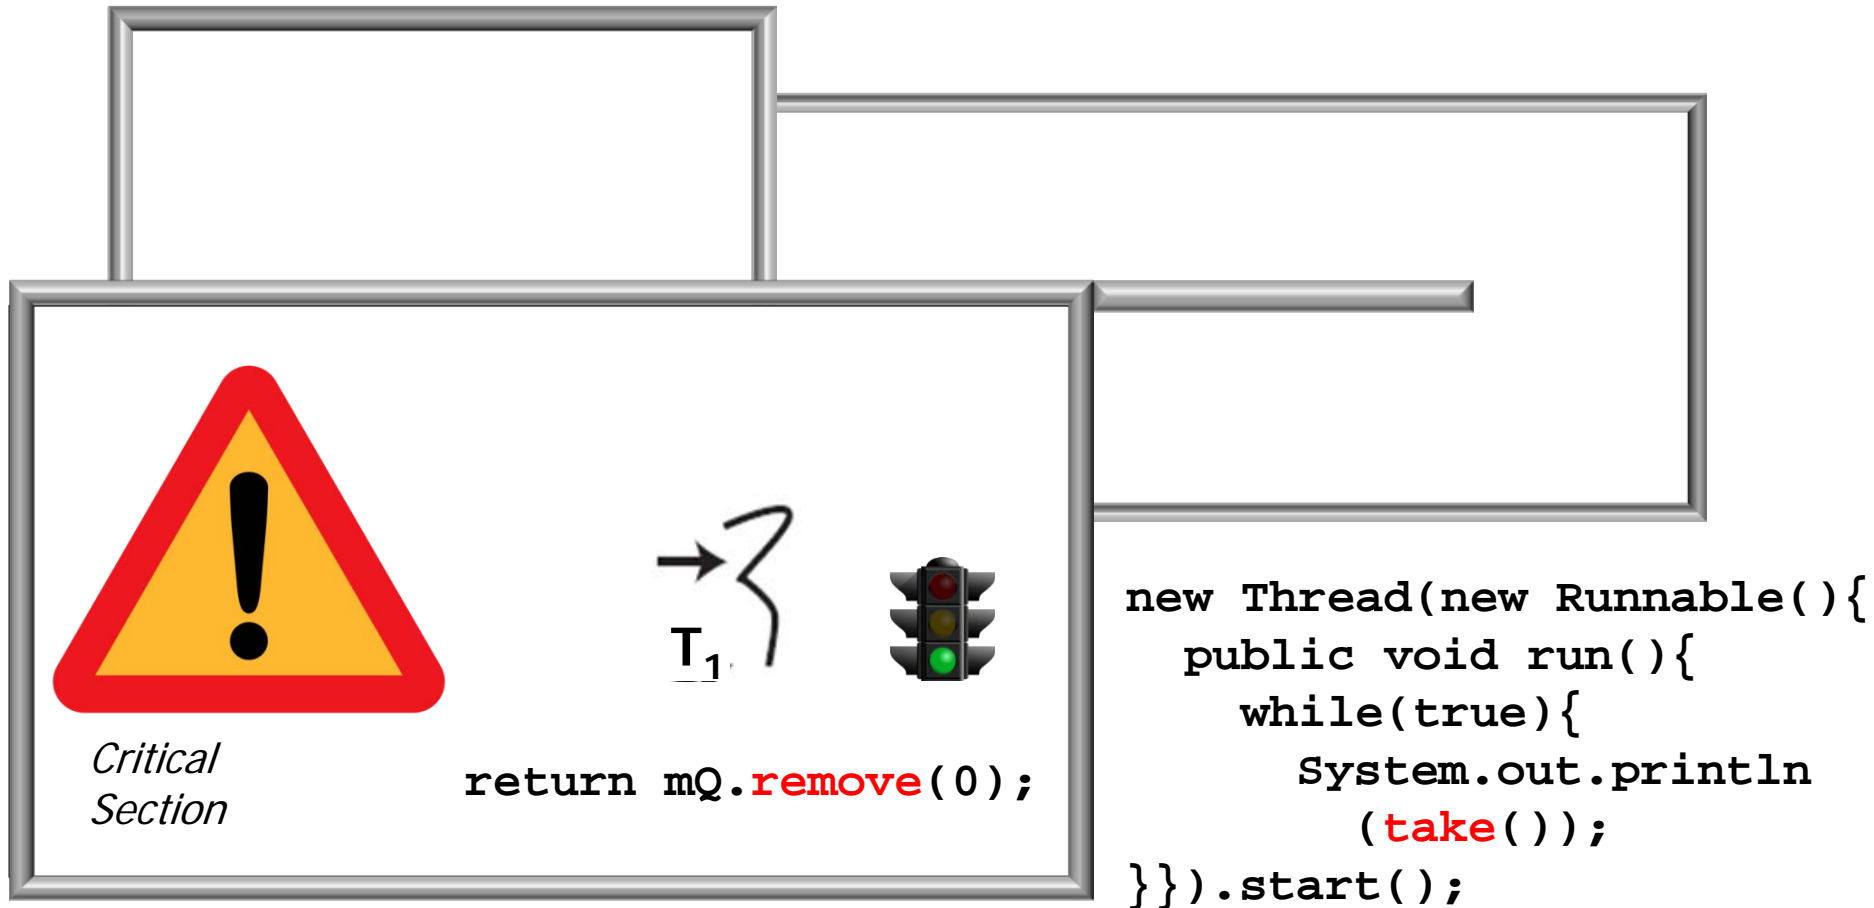 T1
Critical
Section
return mQ.remove(0);
new Thread(new Runnable(){
public void run(){
while(true){
System.out.println
(take());
}}).start();